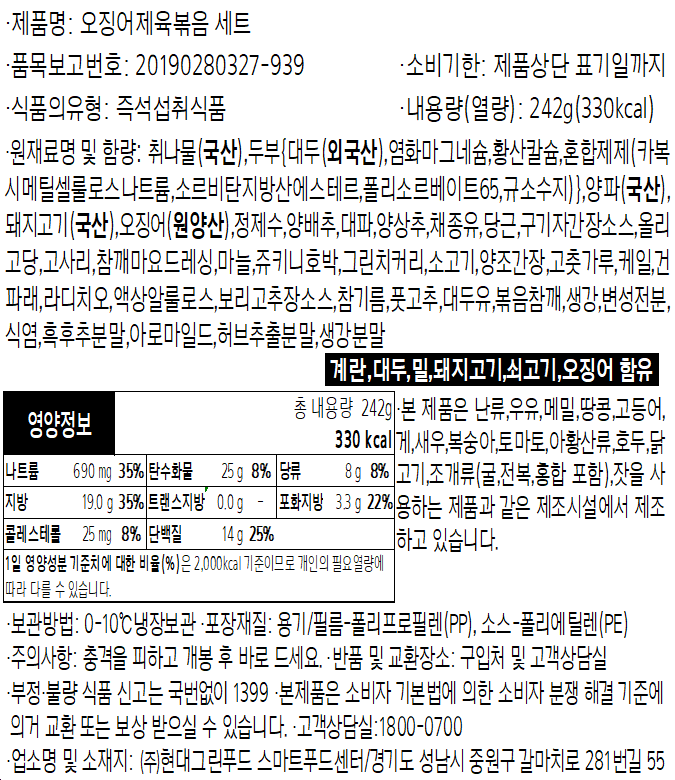 ·제품명: 오징어제육볶음 세트
·품목보고번호: 20190280327-939 ·소비기한: 제품상단 표기일까지
·식품의유형: 즉석섭취식품 ·내용량(열량): 242g(330kcal)
·원재료명 및 함량: 취나물(국산),두부{대두(외국산),염화마그네슘,황산칼슘,혼합제제(카복
시메틸셀룰로스나트륨,소르비탄지방산에스테르,폴리소르베이트65,규소수지)},양파(국산),
돼지고기(국산),오징어(원양산),정제수,양배추,대파,양상추,채종유,당근,구기자간장소스,올리
고당,고사리,참깨마요드레싱,마늘,쥬키니호박,그린치커리,소고기,양조간장,고춧가루,케일,건
파래,라디치오,액상알룰로스,보리고추장소스,참기름,풋고추,대두유,볶음참깨,생강,변성전분,
식염,흑후추분말,아로마일드,허브추출분말,생강분말
계란,대두,밀,돼지고기,쇠고기,오징어 함유
영양정보
총 내용량 242g
330 kcal
나트륨 690 mg 35% 탄수화물 25 g 8% 당류 8 g 8%
지방 19.0 g 35% 트랜스지방 0.0 g - 포화지방 3.3 g 22%
콜레스테롤 25 mg 8% 단백질 14 g 25%
1일 영양성분 기준치에 대한 비율(%)은 2,000kcal 기준이므로 개인의 필요 열량에
따라 다를 수 있습니다.
·본 제품은 난류,우유,메밀,땅콩,고등어,
게,새우,복숭아,토마토,아황산류,호두,닭
고기,조개류(굴,전복,홍합 포함),잣을 사
용하는 제품과 같은 제조시설에서 제조
하고 있습니다.
·보관방법: 0-10℃냉장보관 ·포장재질: 용기/필름-폴리프로필렌(PP), 소스-폴리에틸렌(PE)
·주의사항: 충격을 피하고 개봉 후 바로 드세요. ·반품 및 교환장소: 구입처 및 고객상담실
·부정·불량 식품 신고는 국번없이 1399 ·본제품은 소비자 기본법에 의한 소비자 분쟁 해결 기준에
의거 교환 또는 보상 받으실 수 있습니다. ·고객상담실:1800-0700
·업소명 및 소재지: (주)현대그린푸드 스마트푸드센터/경기도 성남시 중원구 갈마치로 281번길 55